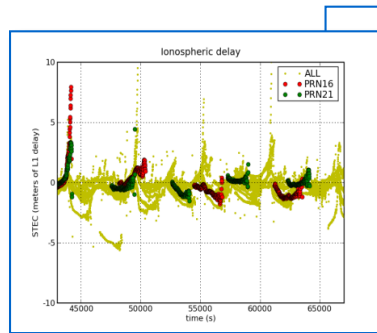 Ionospheric delay
ALL
PRN16
PRN21
STEC (meters of L1 delay)
10
5
0
-5
-10
45000 50000 55000 60000 65000
time (s)